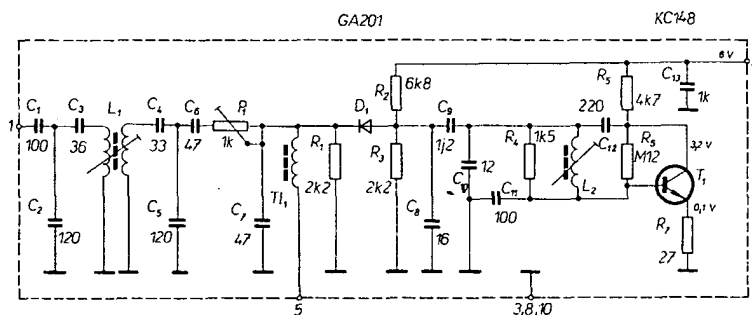 GA201 KC148
6 V
R₂ 6k8
R₅ 4k7
C₁₃ 1k
1 C₁ 100
C₃ 36
L₁
C₄ 33
C₆ 47
P₁ 1k
D₁
C₉ 1j2
220 C₁₂
R₄ 1k5
R₅ M12
3,2 V
T₁
R₁ 2k2
R₃ 2k2
12
C₁₁ 100
L₂
C₂ 120
C₅ 120
C₇ 47
Tl₁
C₈ 16
0,1 V
R₇ 27
5
3,8,10